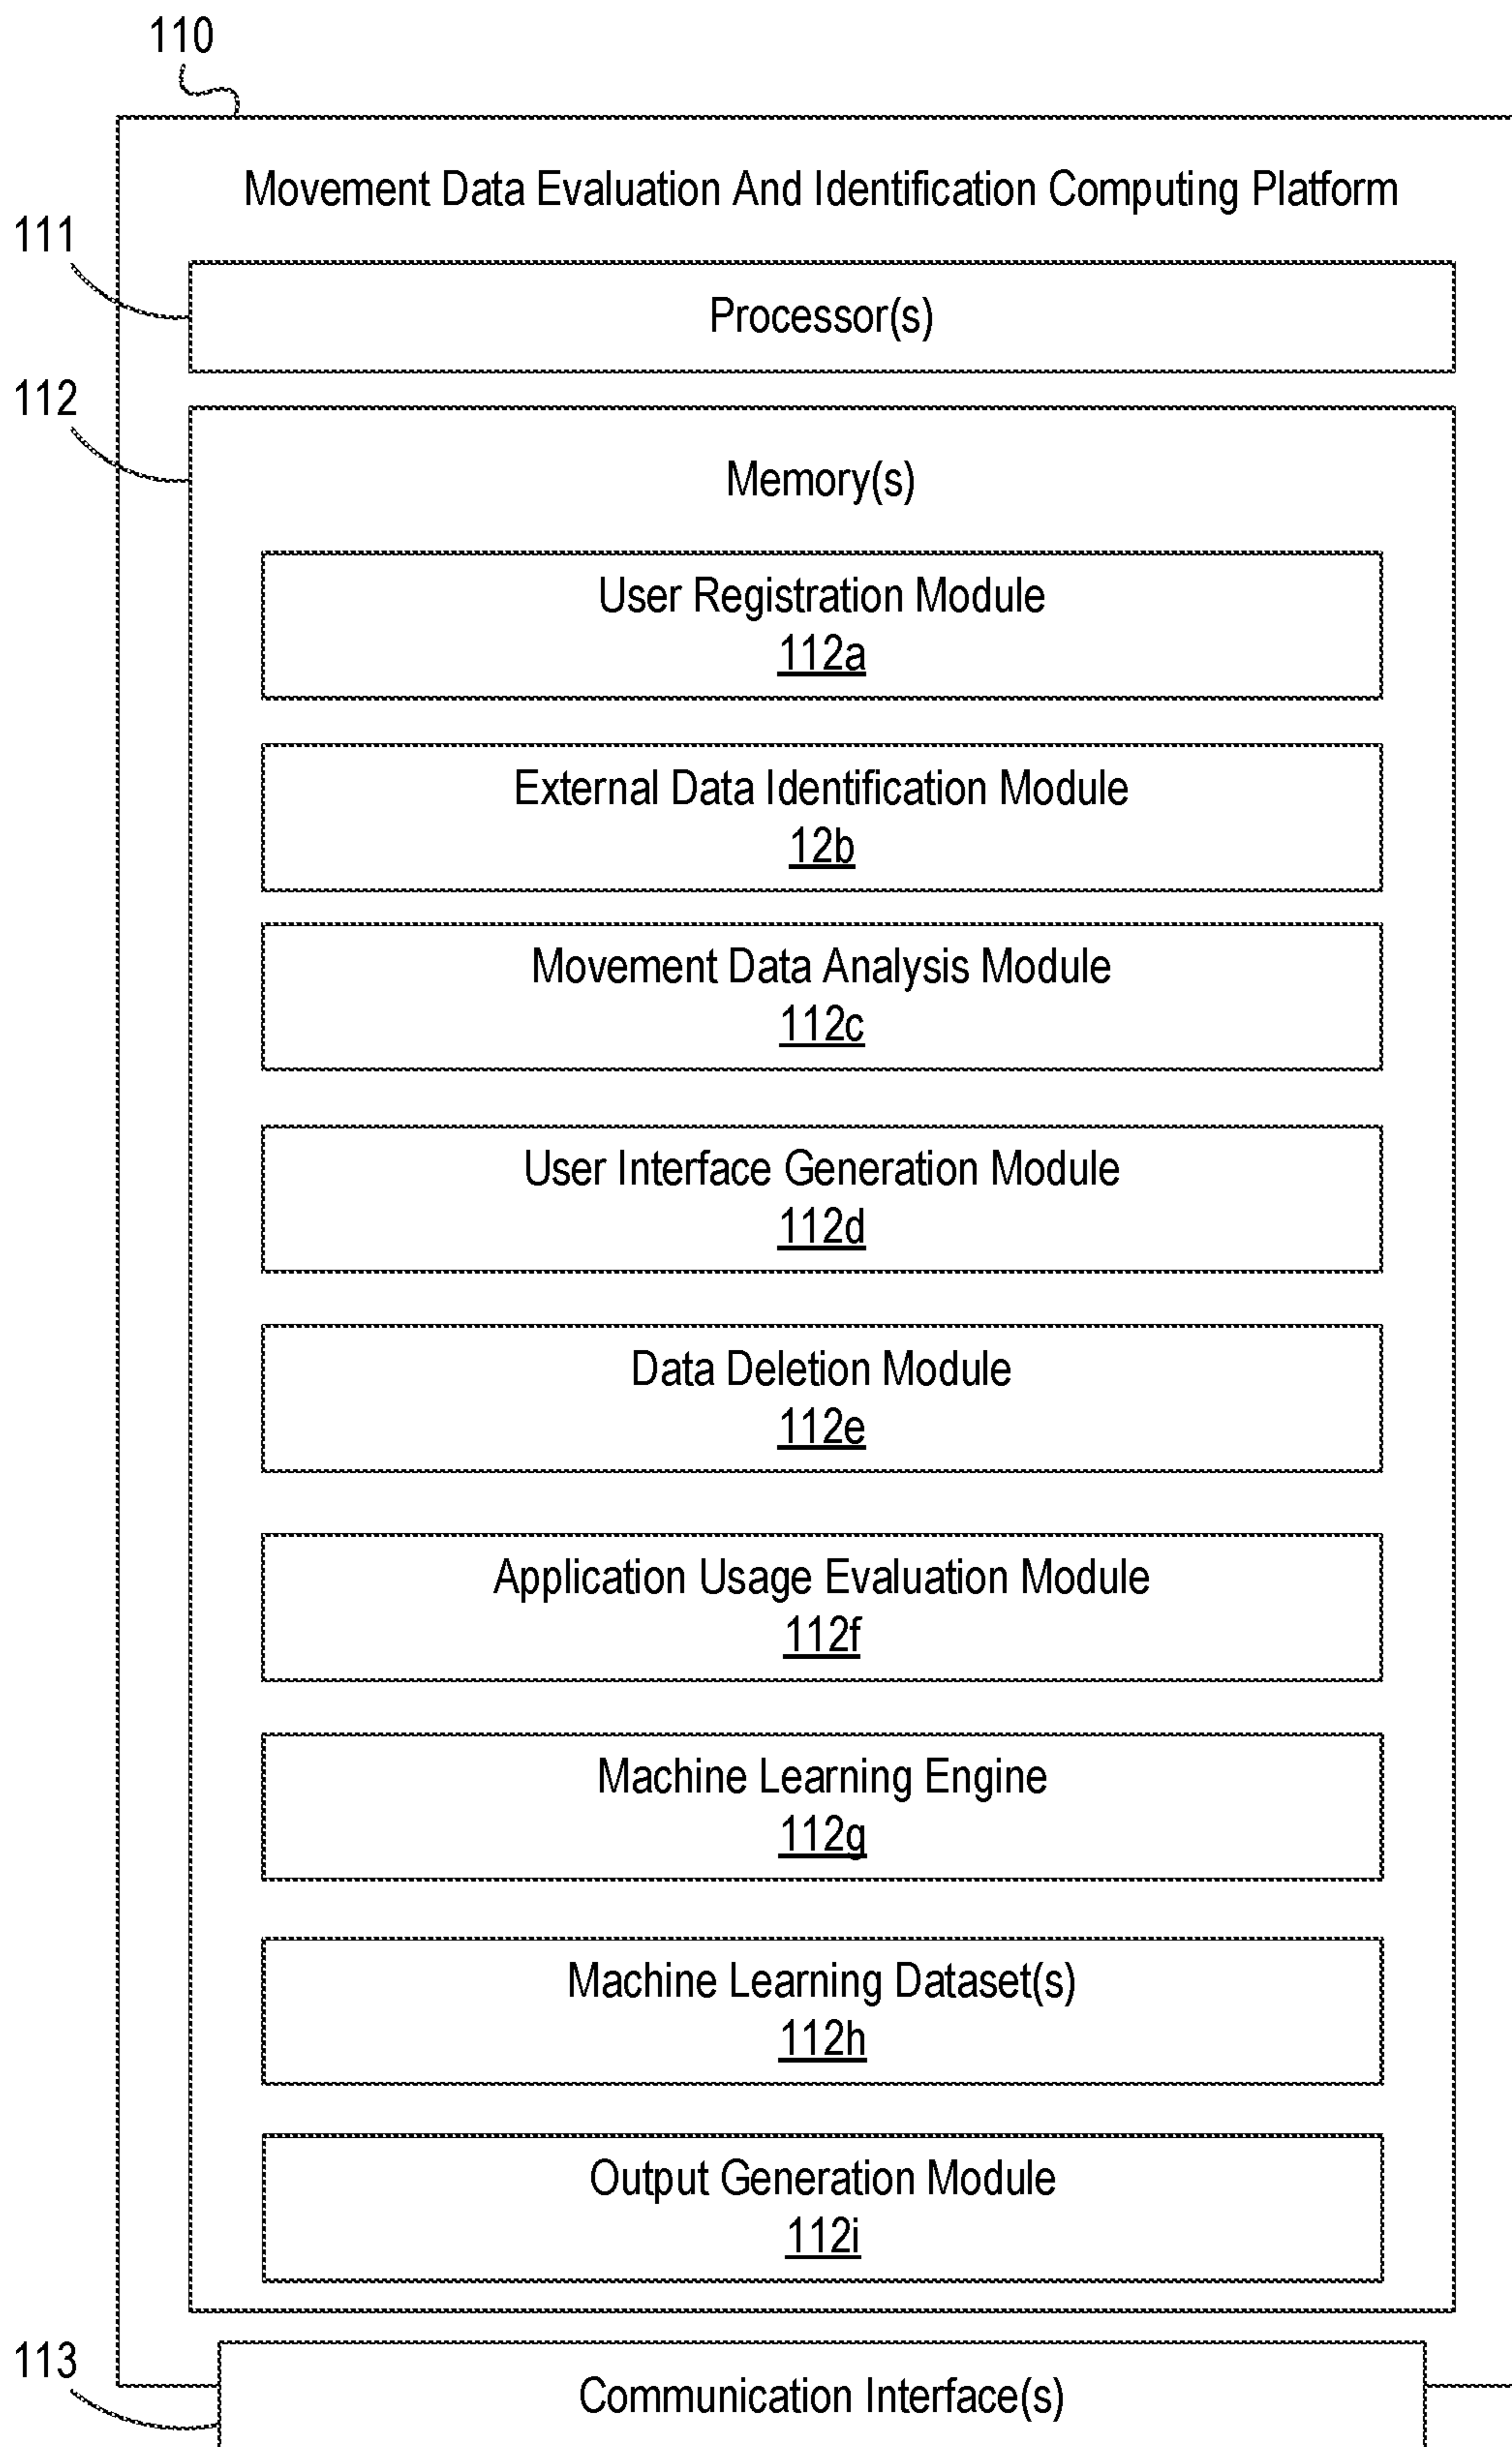 110
Movement Data Evaluation And Identification Computing Platform
111
Processor(s)
112
Memory(s)
User Registration Module
112a
External Data Identification Module
12b
Movement Data Analysis Module
112c
User Interface Generation Module
112d
Data Deletion Module
112e
Application Usage Evaluation Module
112f
Machine Learning Engine
112g
Machine Learning Dataset(s)
112h
Output Generation Module
112i
113
Communication Interface(s)